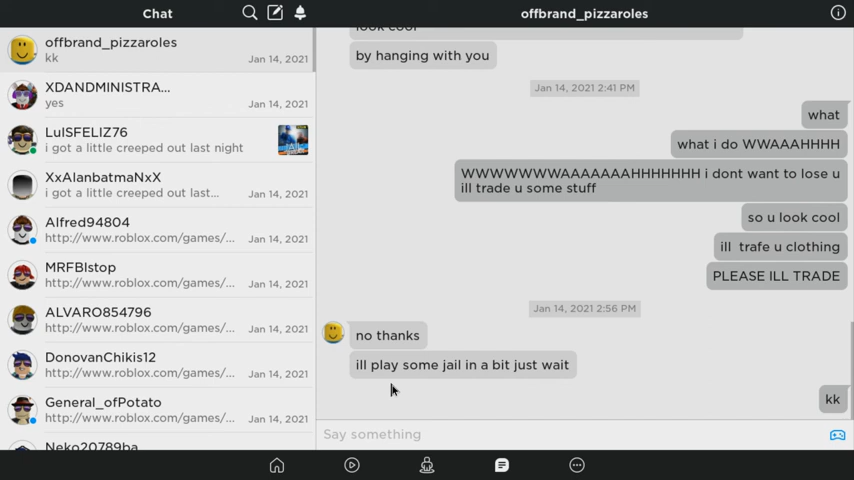 Chat
offbrand_pizzaroles
offbrand_pizzaroles
kk
Jan 14, 2021
XDANDMINISTRA...
yes
Jan 14, 2021
LuISFELIZ76
i got a little creeped out last night
XxAlanbatmaNxX
i got a little creeped out last...
Jan 14, 2021
Alfred94804
http://www.roblox.com/games/...
Jan 14, 2021
MRFBIstop
http://www.roblox.com/games/...
Jan 14, 2021
ALVARO854796
http://www.roblox.com/games/...
Jan 14, 2021
DonovanChikis12
http://www.roblox.com/games/...
Jan 14, 2021
General_ofPotato
http://www.roblox.com/games/...
Jan 14, 2021
Neko20789ba
look cool
by hanging with you
Jan 14, 2021 2:41 PM
what
what i do WWAAAHHHH
WWWWWWWAAAAAAAHHHHHHH i dont want to lose u
ill trade u some stuff
so u look cool
ill trafe u clothing
PLEASE ILL TRADE
Jan 14, 2021 2:56 PM
no thanks
ill play some jail in a bit just wait
kk
Say something